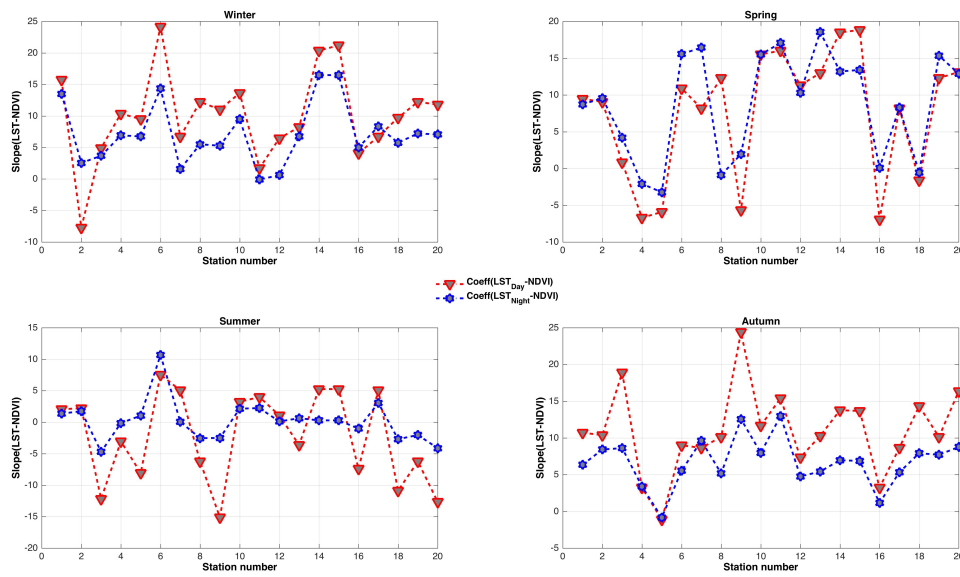 Winter
Slope(LST-NDVI)
25
20
15
10
5
0
-5
-10
0 2 4 6 8 10 12 14 16 18 20
Station number
Spring
Slope(LST-NDVI)
20
15
10
5
0
-5
-10
0 2 4 6 8 10 12 14 16 18 20
Station number
Coeff(LST_Day-NDVI)
Coeff(LST_Night-NDVI)
Summer
Slope(LST-NDVI)
15
10
5
0
-5
-10
-15
-20
0 2 4 6 8 10 12 14 16 18 20
Station number
Autumn
Slope(LST-NDVI)
25
20
15
10
5
0
-5
0 2 4 6 8 10 12 14 16 18 20
Station number